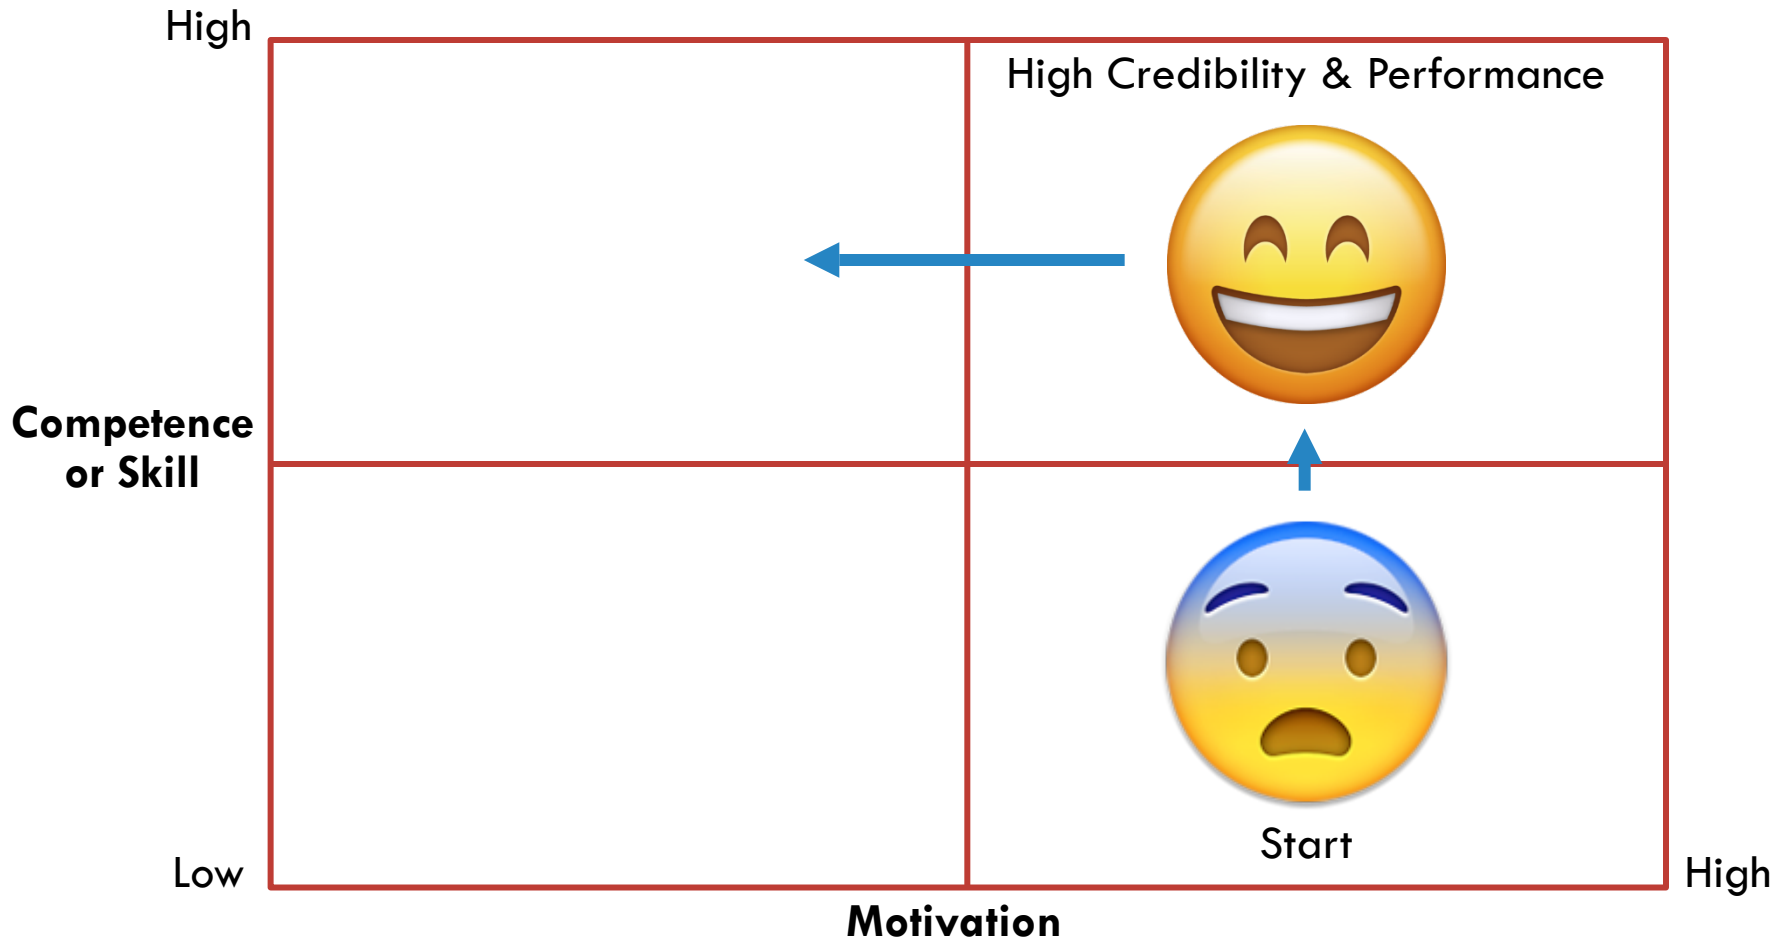 High
High Credibility & Performance
Competence
or Skill
Start
Low
High
Motivation